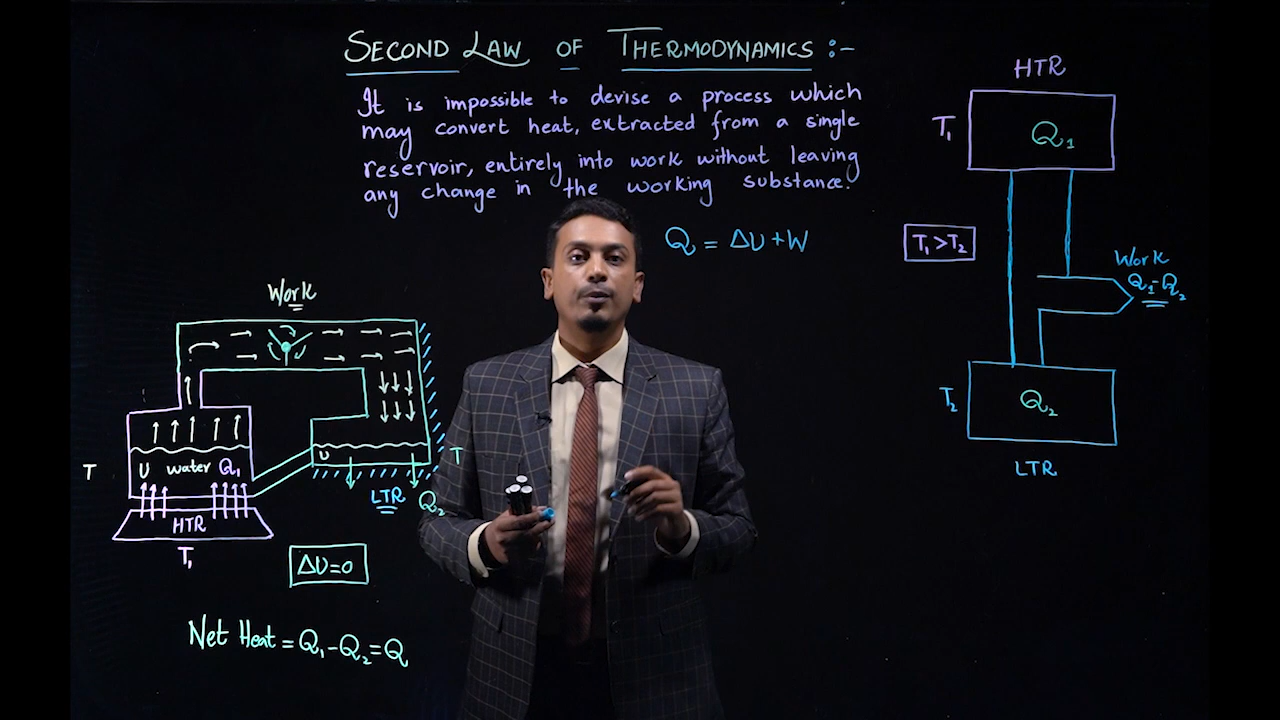 SECOND LAW OF THERMODYNAMICS :-
It is impossible to devise a process which
may convert heat, extracted from a single
reservoir, entirely into work without leaving
any change in the working substance.
Q = ΔU + W
Work
U water Q₁
HTR
T₁
T
U
T
LTR
Q₂
ΔU = 0
Net Heat = Q₁ - Q₂ = Q
HTR
T₁
Q₁
T₁ > T₂
Work
Q₁-Q₂
T₂
Q₂
LTR